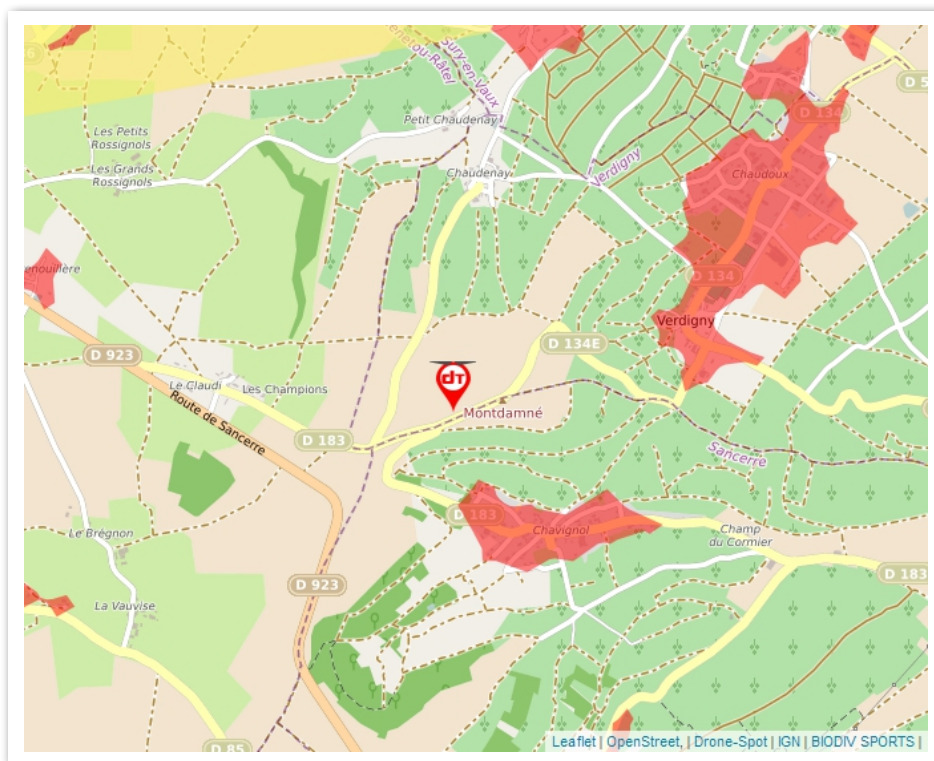 Sury-en-Vaux
D 5
D 134
Les Petits
Rossignols
Petit Chaudenay
Les Grands
Rossignols
Chaudenay
Verdigny
Chaudoux
D 134
Verdigny
D 134E
D 923
Le Claudi
Les Champions
Route de Sancerre
D 183
dT
Montdamné
Sancerre
D 183
Chavignol
Champ
du Cormier
Le Brégnon
D 923
D 183
La Vauvise
D 85
Leaflet | OpenStreet, | Drone-Spot | IGN | BIODIV SPORTS |